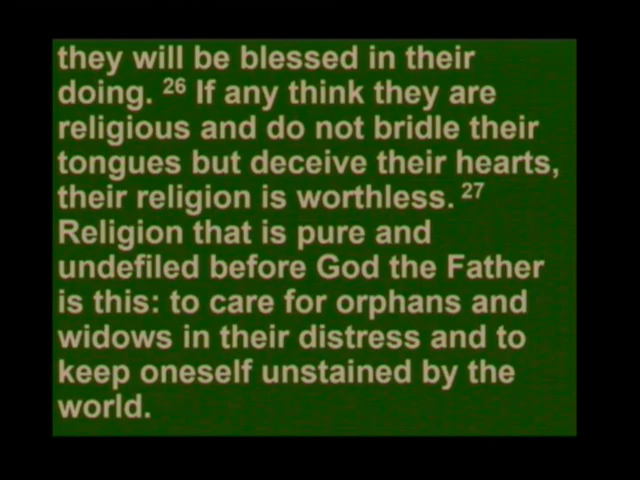 they will be blessed in their
doing. 26 If any think they are
religious and do not bridle their
tongues but deceive their hearts,
their religion is worthless. 27
Religion that is pure and
undefiled before God the Father
is this: to care for orphans and
widows in their distress and to
keep oneself unstained by the
world.